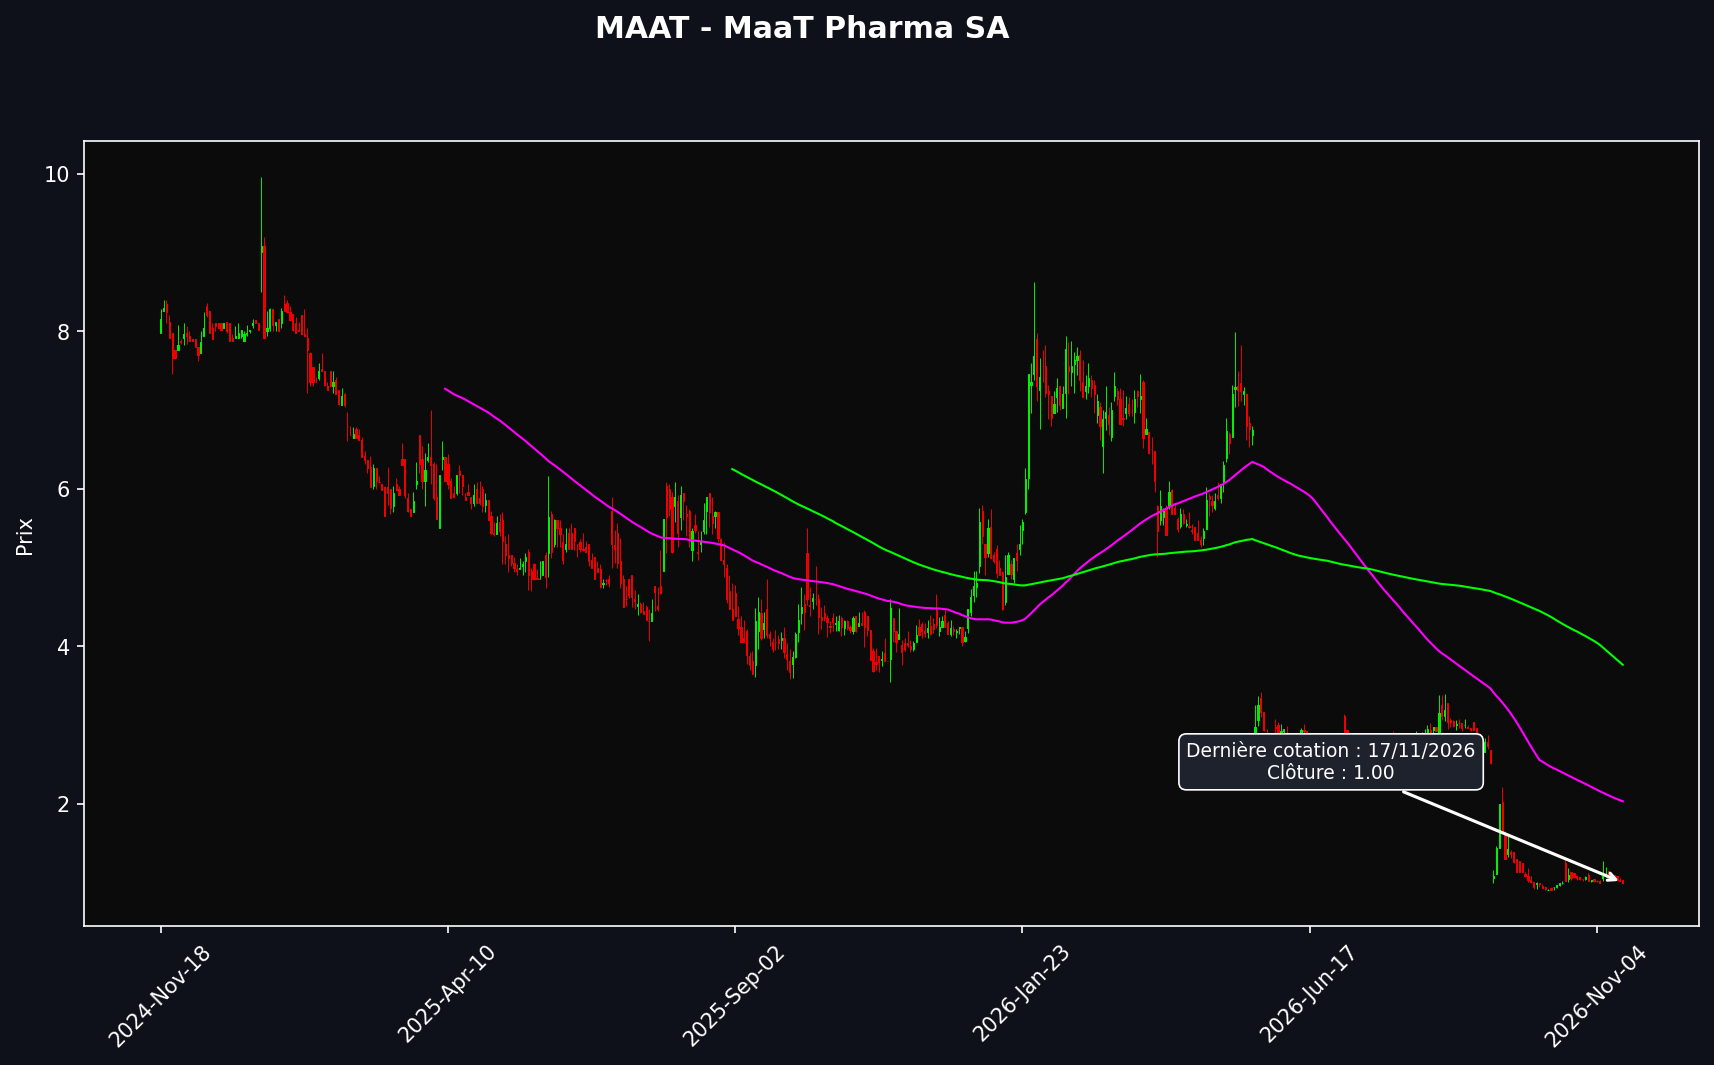 MAAT - MaaT Pharma SA
Prix
10
8
6
4
2
Dernière cotation : 17/11/2026
Clôture : 1.00
2024-Nov-18
2025-Apr-10
2025-Sep-02
2026-Jan-23
2026-Jun-17
2026-Nov-04